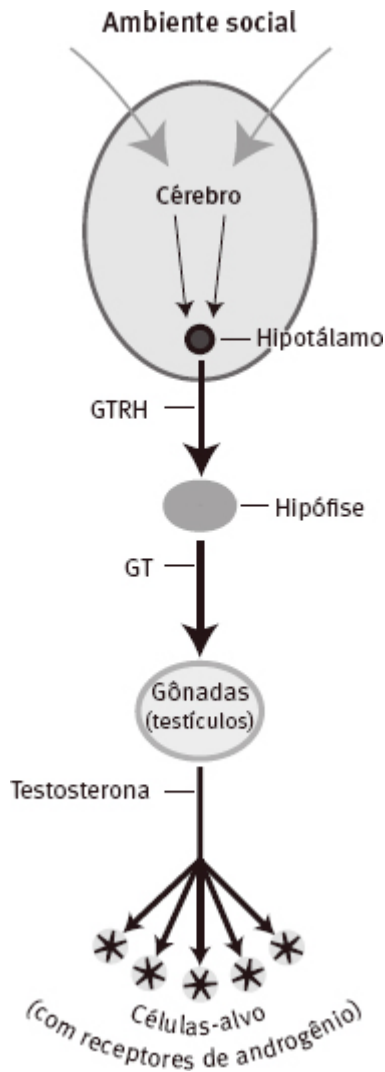 Ambiente social
Cérebro
Hipotálamo
GTRH
Hipófise
GT
Gônadas
(testículos)
Testosterona
Células-alvo
(com receptores de androgênio)